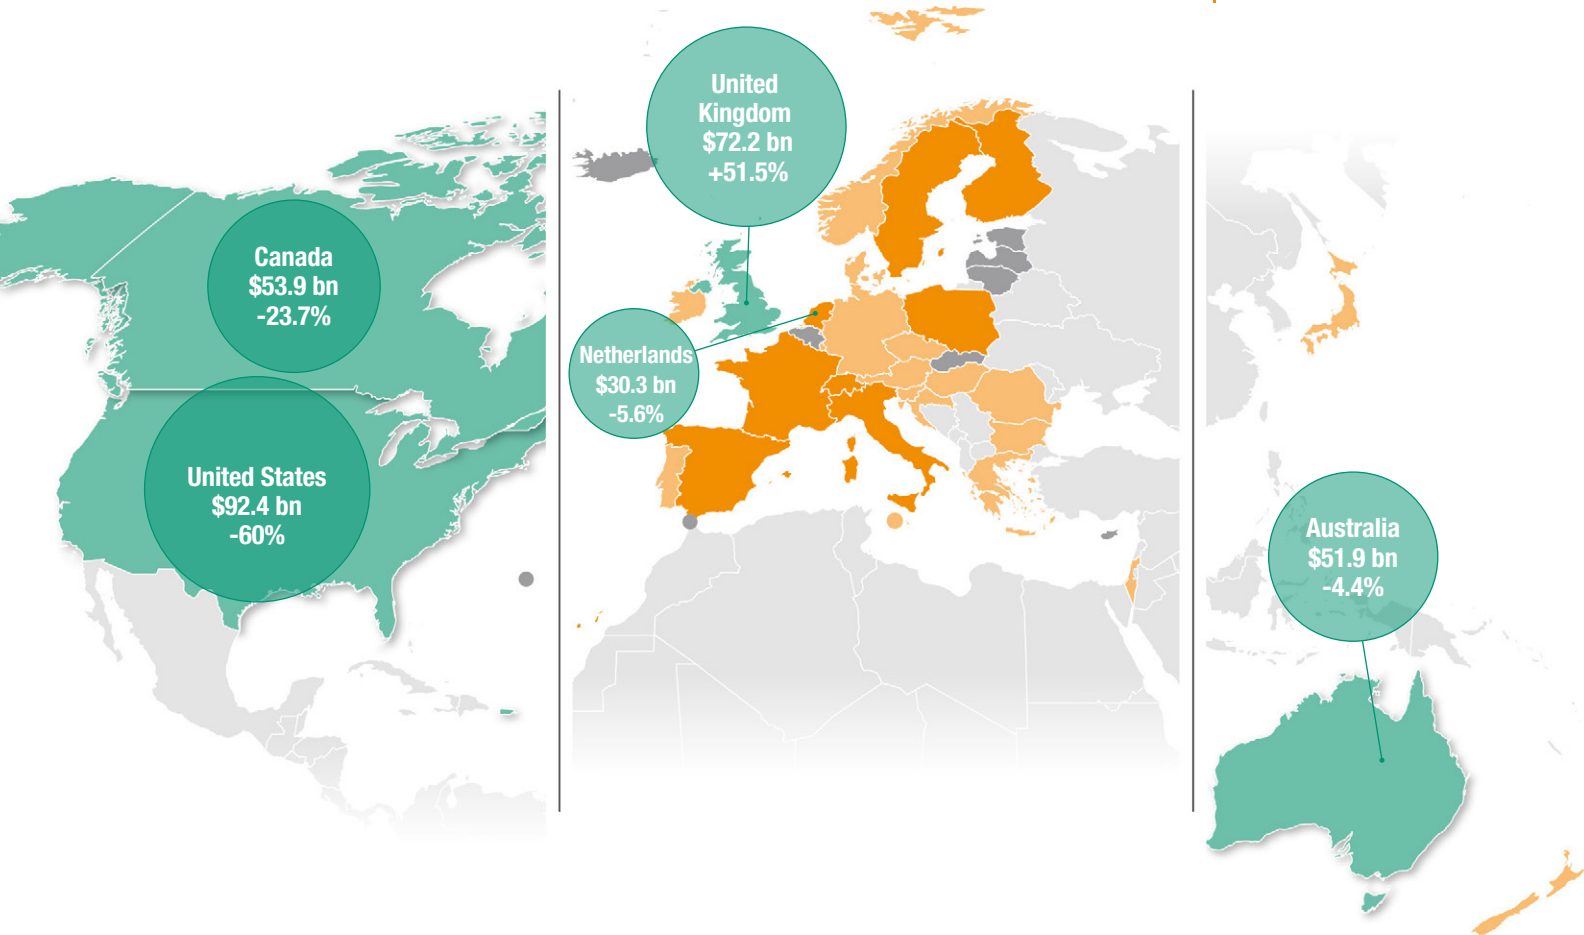 United
Kingdom
$72.2 bn
+51.5%
Canada
$53.9 bn
-23.7%
Netherlands
$30.3 bn
-5.6%
United States
$92.4 bn
-60%
Australia
$51.9 bn
-4.4%